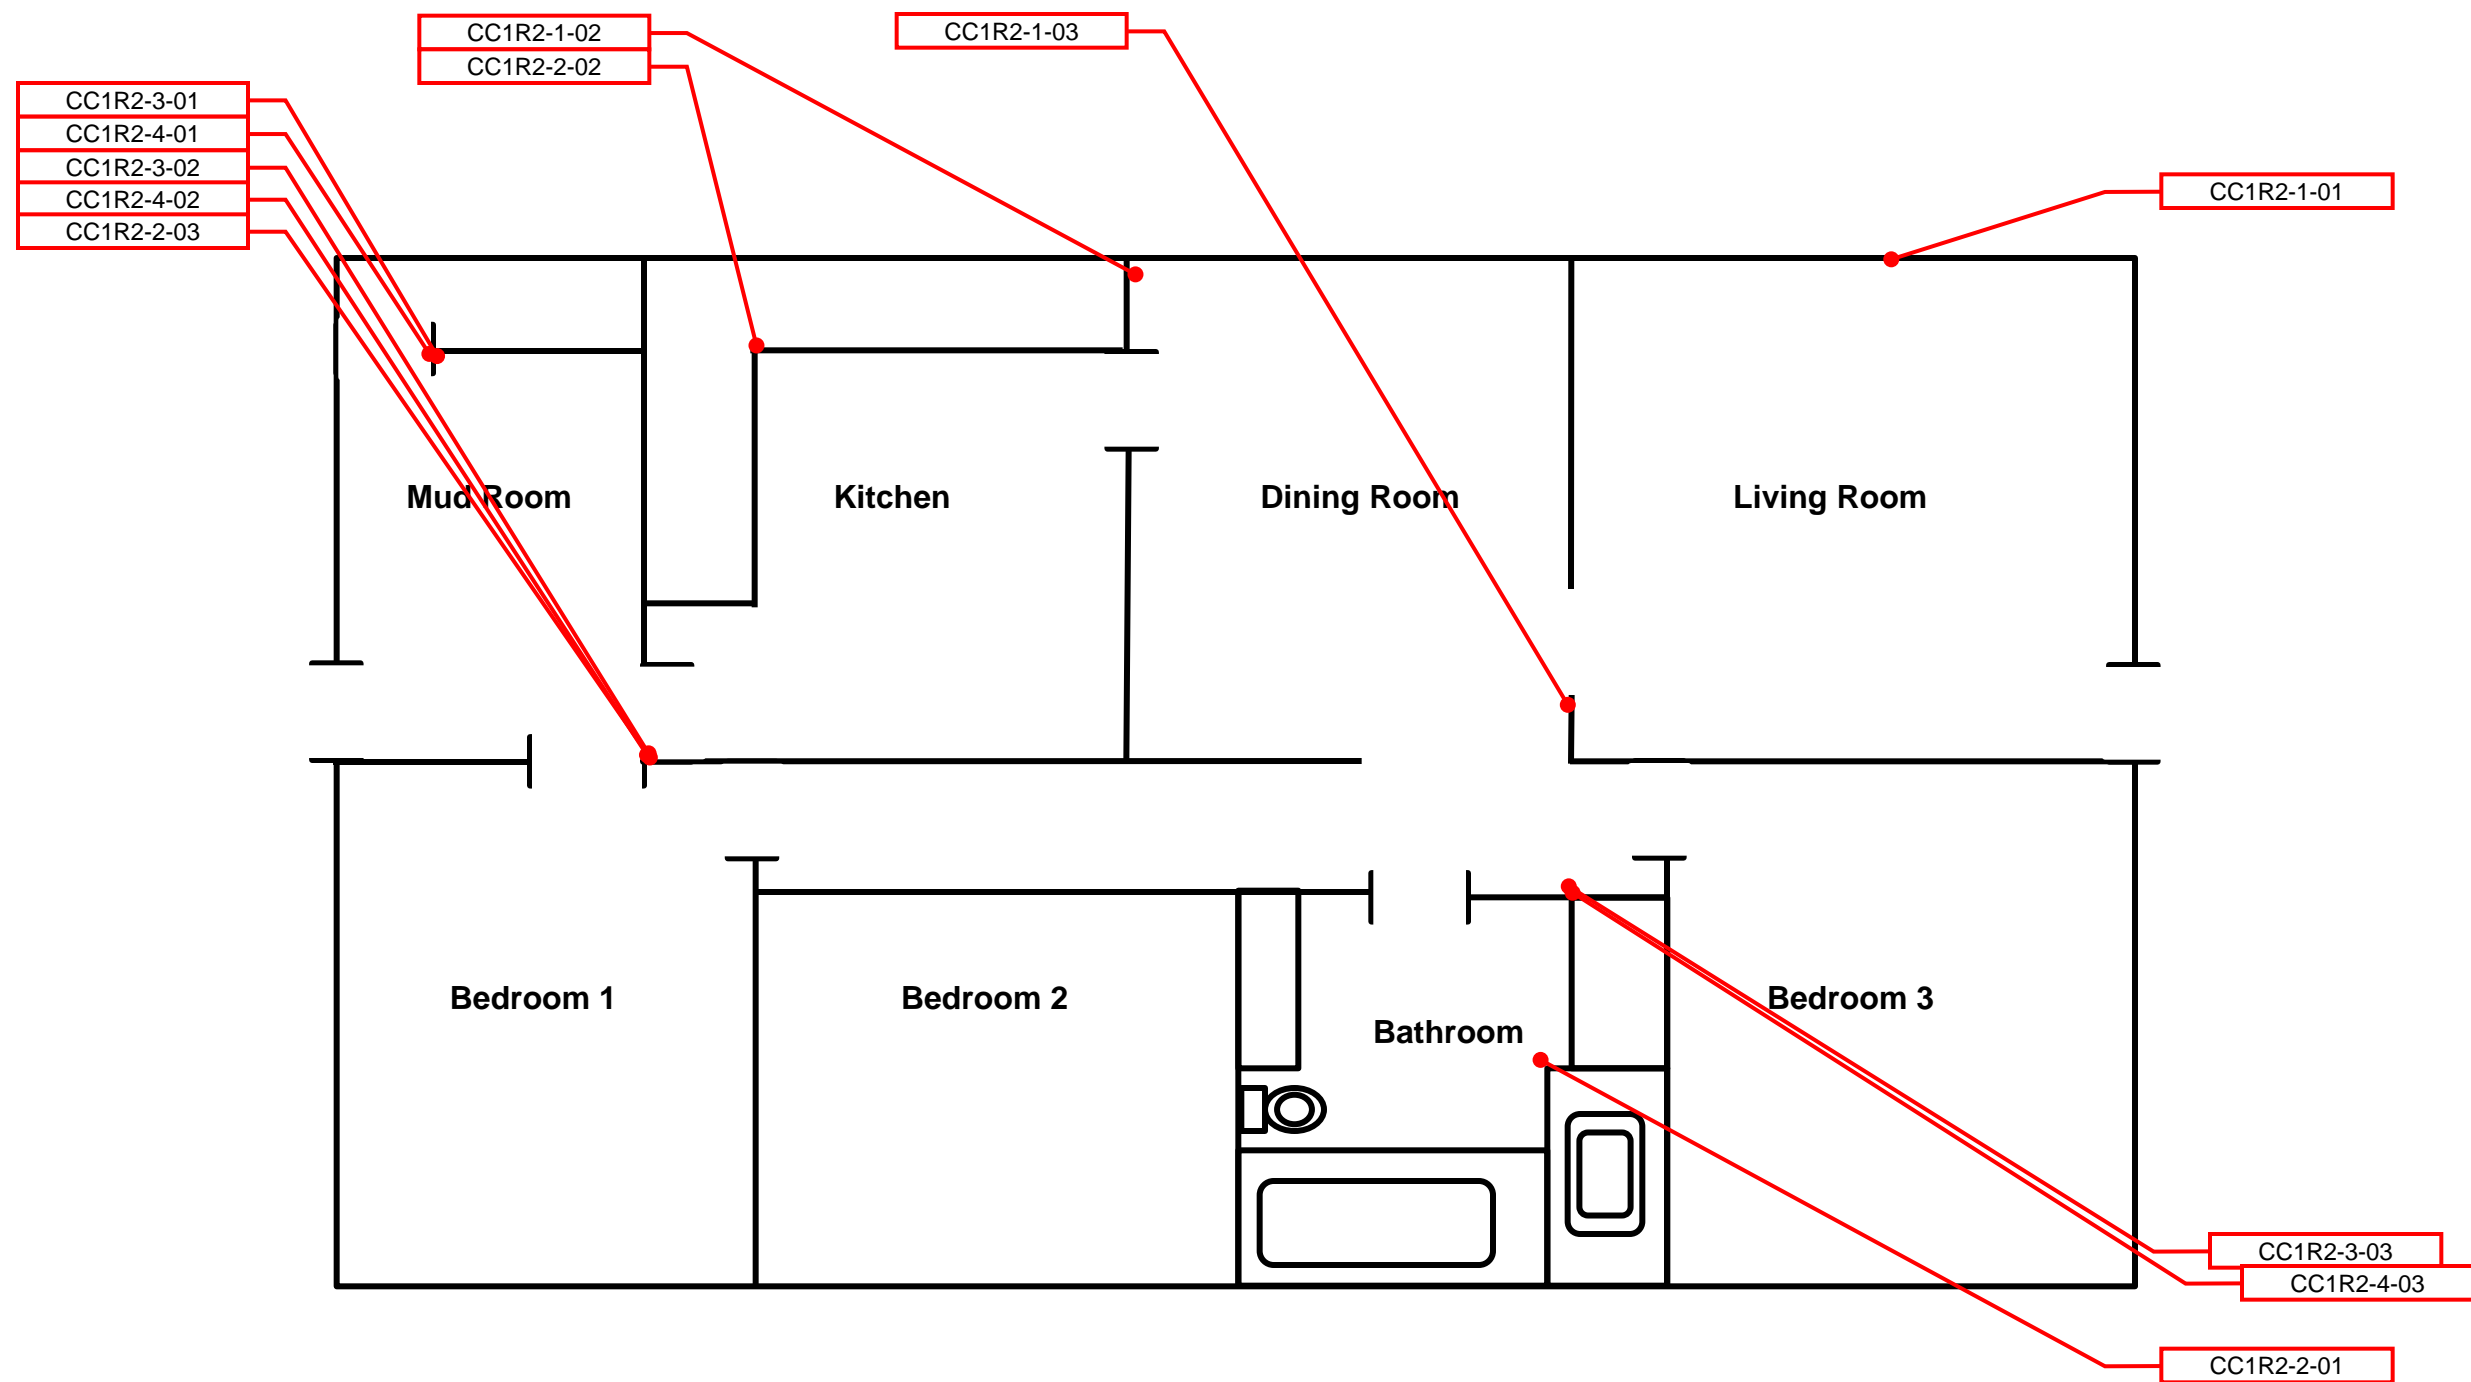 CC1R2-1-02
CC1R2-2-02
CC1R2-1-03
CC1R2-3-01
CC1R2-4-01
CC1R2-3-02
CC1R2-4-02
CC1R2-2-03
CC1R2-1-01
Mud Room
Kitchen
Dining Room
Living Room
Bedroom 1
Bedroom 2
Bathroom
Bedroom 3
CC1R2-3-03
CC1R2-4-03
CC1R2-2-01